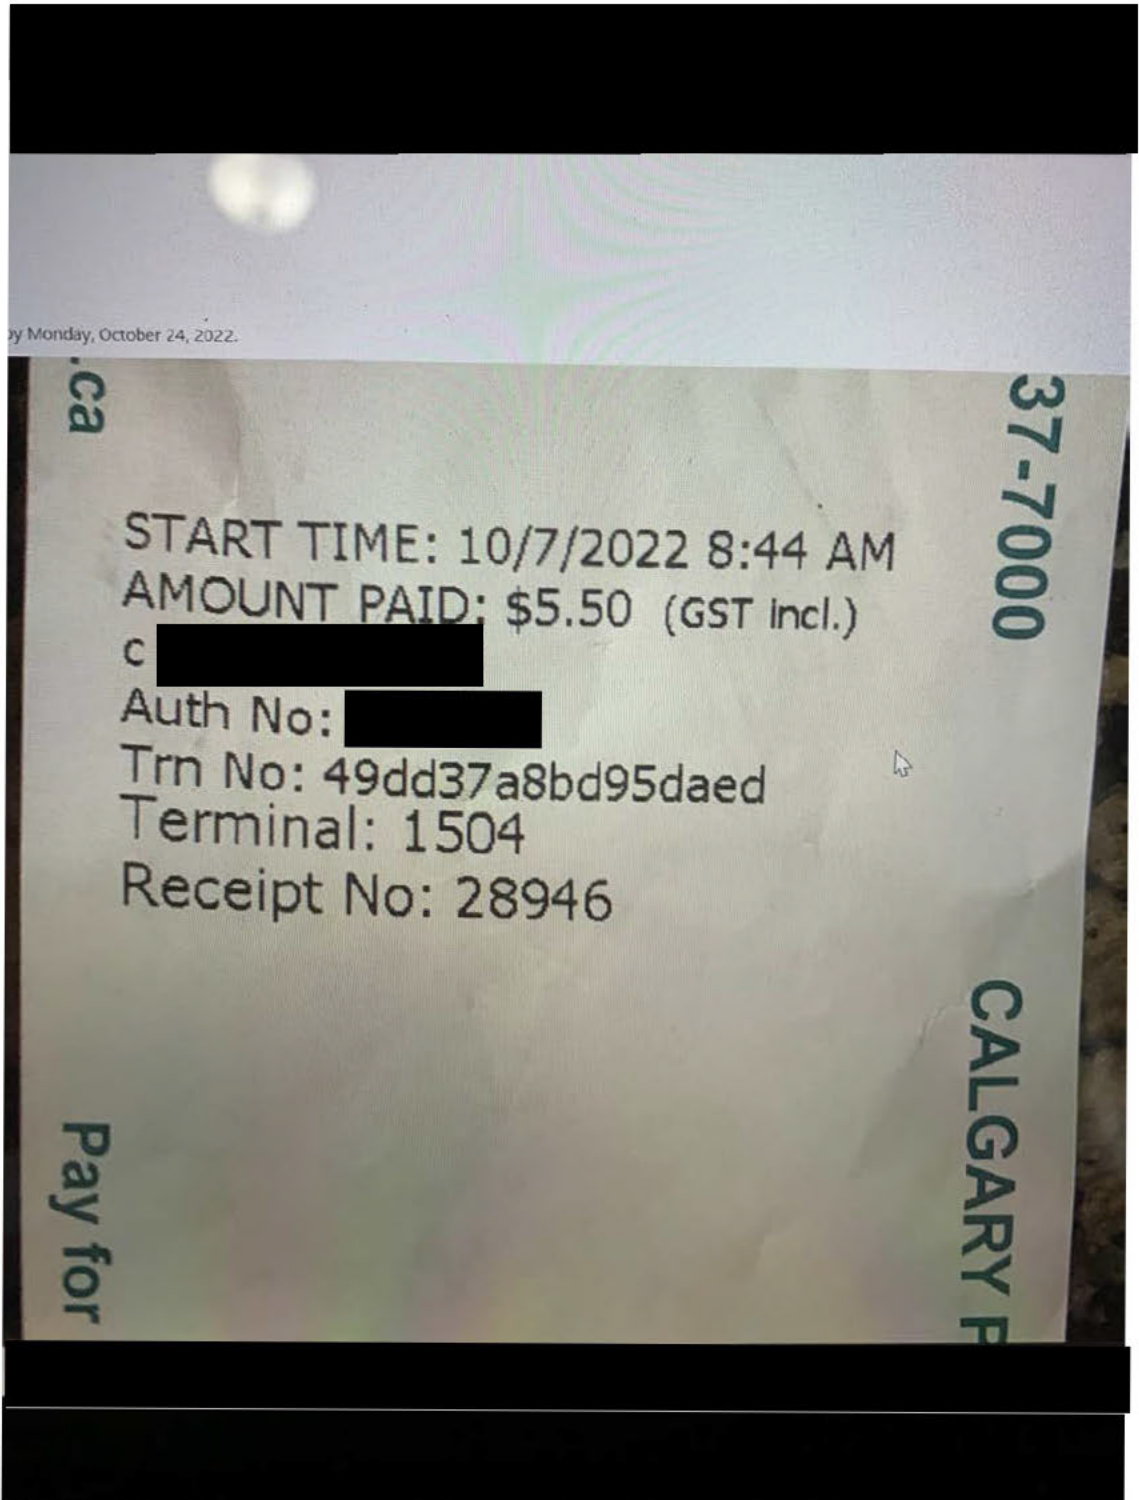 by Monday, October 24, 2022.
.ca
37-7000
START TIME: 10/7/2022 8:44 AM
AMOUNT PAID: $5.50 (GST incl.)
c
Auth No:
Trn No: 49dd37a8bd95daed
Terminal: 1504
Receipt No: 28946
CALGARY P
Pay for